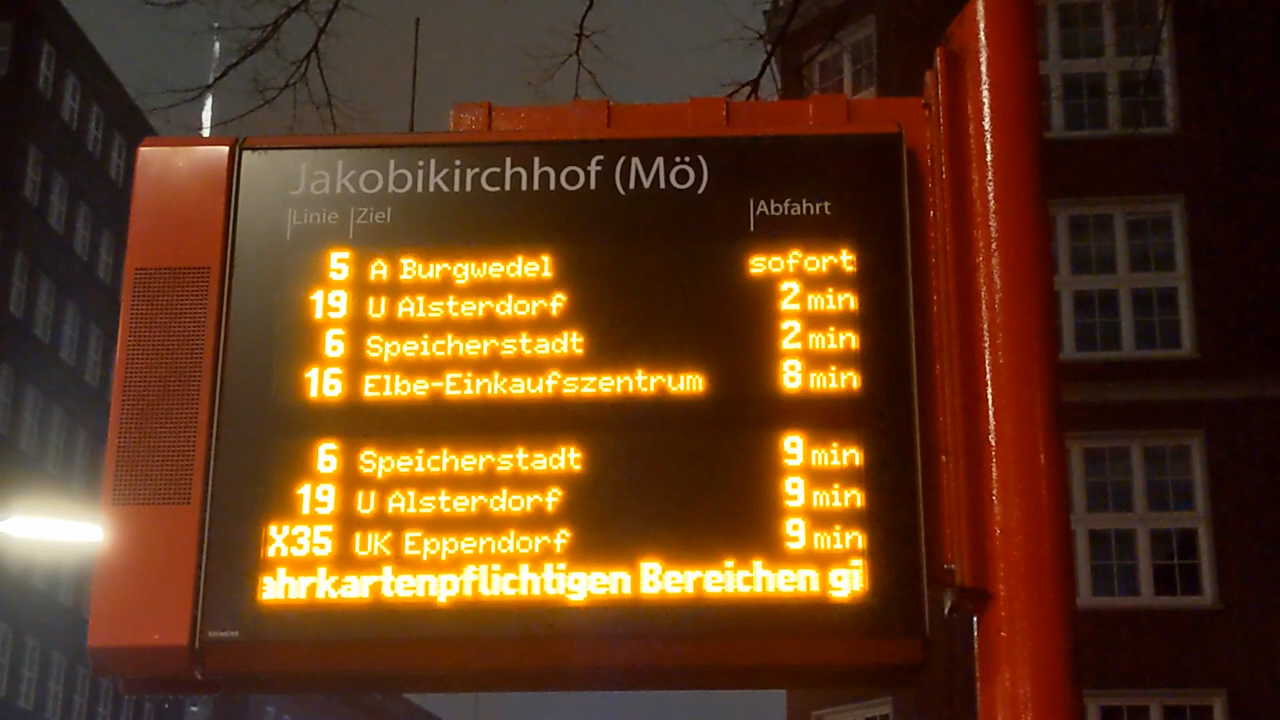 Jakobikirchhof (Mö)
Linie Ziel Abfahrt
5 A Burgwedel sofort
19 U Alsterdorf 2 min
6 Speicherstadt 2 min
16 Elbe-Einkaufszentrum 8 min
6 Speicherstadt 9 min
19 U Alsterdorf 9 min
X35 UK Eppendorf 9 min
ahrkartenpflichtigen Bereichen gi
SIEMENS